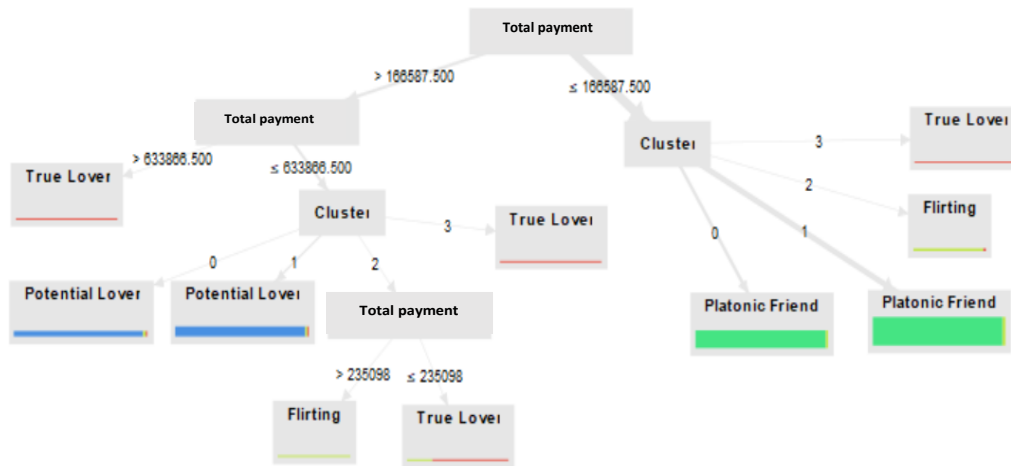 Total payment
> 166587.500
≤ 166587.500
Total payment
Cluster
3
True Lover
> 633866.500
≤ 633866.500
True Lover
2
Flirting
Cluster
3
True Lover
0
1
0
1
2
Potential Lover
Potential Lover
Total payment
Platonic Friend
Platonic Friend
> 235098
≤ 235098
Flirting
True Lover